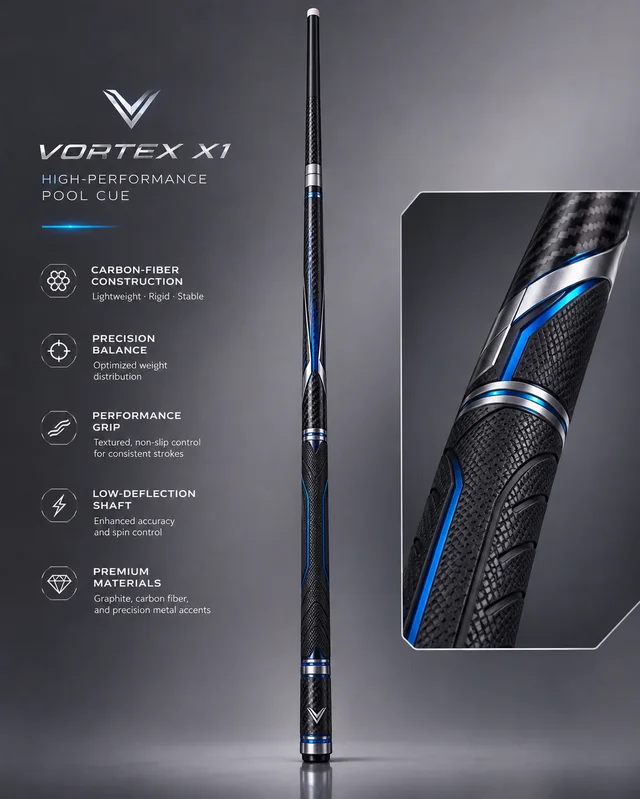 VORTEX X1
HIGH-PERFORMANCE
POOL CUE
CARBON-FIBER
CONSTRUCTION
Lightweight · Rigid · Stable
PRECISION
BALANCE
Optimized weight
distribution
PERFORMANCE
GRIP
Textured, non-slip control
for consistent strokes
LOW-DEFLECTION
SHAFT
Enhanced accuracy
and spin control
PREMIUM
MATERIALS
Graphite, carbon fiber,
and precision metal accents